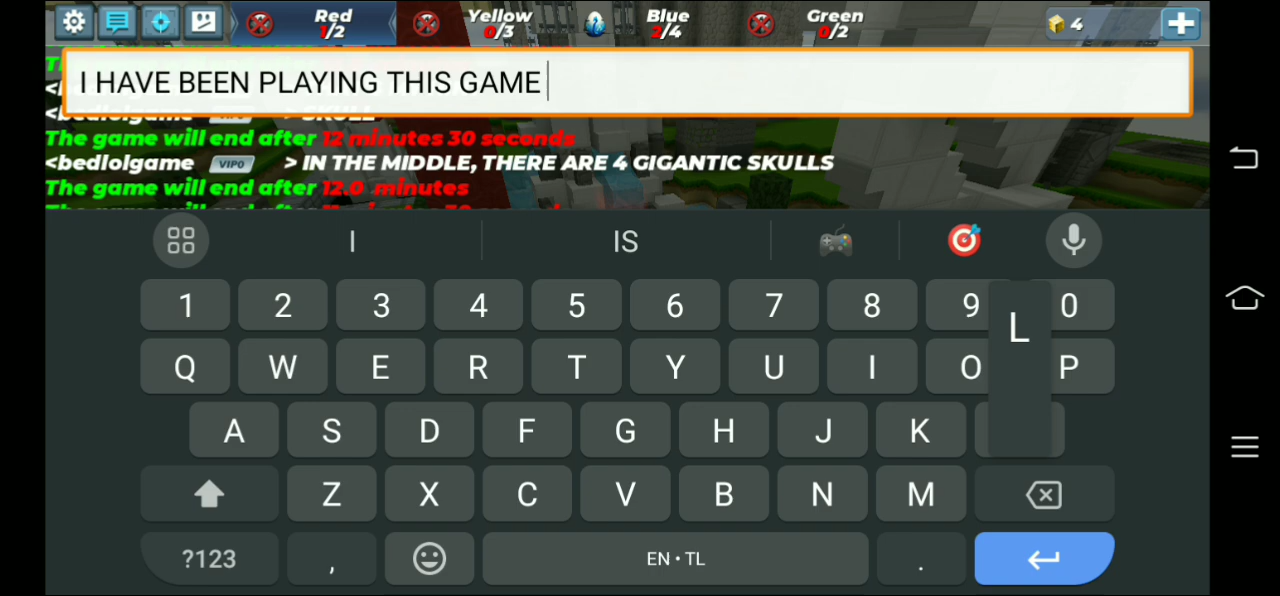 Red
1/2
Yellow
0/3
Blue
2/4
Green
0/2
4
I HAVE BEEN PLAYING THIS GAME
<bedlolgame VIP0 > SKULL
The game will end after 12 minutes 30 seconds
<bedlolgame VIP0 > IN THE MIDDLE, THERE ARE 4 GIGANTIC SKULLS
The game will end after 12.0 minutes
I IS
1 2 3 4 5 6 7 8 9 0
Q W E R T Y U I O P
L
A S D F G H J K
Z X C V B N M
?123 , EN • TL .